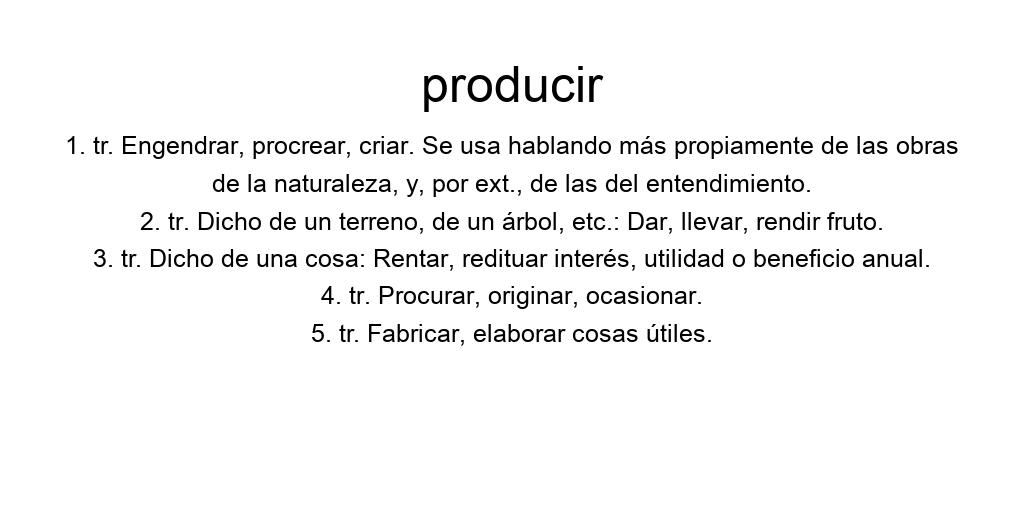 producir
1. tr. Engendrar, procrear, criar. Se usa hablando más propiamente de las obras
de la naturaleza, y, por ext., de las del entendimiento.
2. tr. Dicho de un terreno, de un árbol, etc.: Dar, llevar, rendir fruto.
3. tr. Dicho de una cosa: Rentar, redituar interés, utilidad o beneficio anual.
4. tr. Procurar, originar, ocasionar.
5. tr. Fabricar, elaborar cosas útiles.